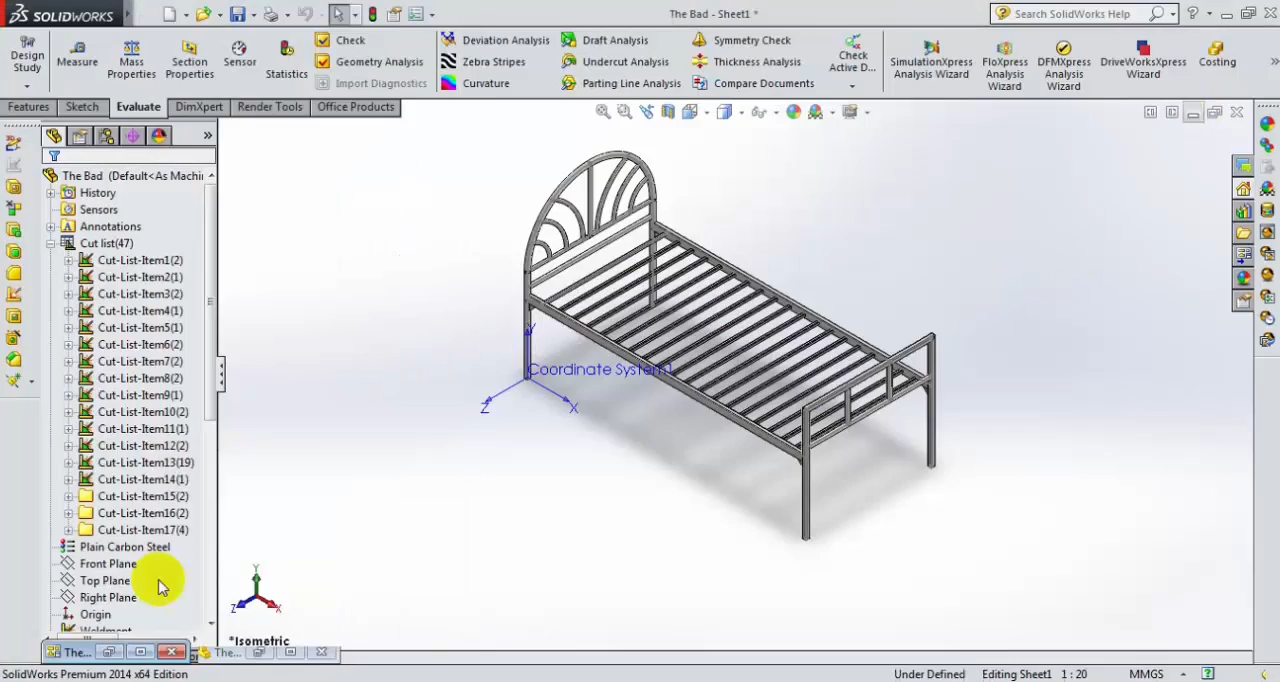 SOLIDWORKS
The Bad - Sheet1 *
Search SolidWorks Help
Design Study
Measure
Mass Properties
Section Properties
Sensor
Statistics
Check
Geometry Analysis
Import Diagnostics
Deviation Analysis
Zebra Stripes
Curvature
Draft Analysis
Undercut Analysis
Parting Line Analysis
Symmetry Check
Thickness Analysis
Compare Documents
Check Active D...
SimulationXpress Analysis Wizard
FloXpress Analysis Wizard
DFMXpress Analysis Wizard
DriveWorksXpress Wizard
Costing
Features
Sketch
Evaluate
DimXpert
Render Tools
Office Products
The Bad (Default<As Machi
History
Sensors
Annotations
Cut list(47)
Cut-List-Item1(2)
Cut-List-Item2(1)
Cut-List-Item3(2)
Cut-List-Item4(1)
Cut-List-Item5(1)
Cut-List-Item6(2)
Cut-List-Item7(2)
Cut-List-Item8(2)
Cut-List-Item9(1)
Cut-List-Item10(2)
Cut-List-Item11(1)
Cut-List-Item12(2)
Cut-List-Item13(19)
Cut-List-Item14(1)
Cut-List-Item15(2)
Cut-List-Item16(2)
Cut-List-Item17(4)
Plain Carbon Steel
Front Plane
Top Plane
Right Plane
Origin
Weldment
Y
Coordinate System1
Z
X
Y
Z
X
*Isometric
The...
The...
SolidWorks Premium 2014 x64 Edition
Under Defined
Editing Sheet1
1 : 20
MMGS